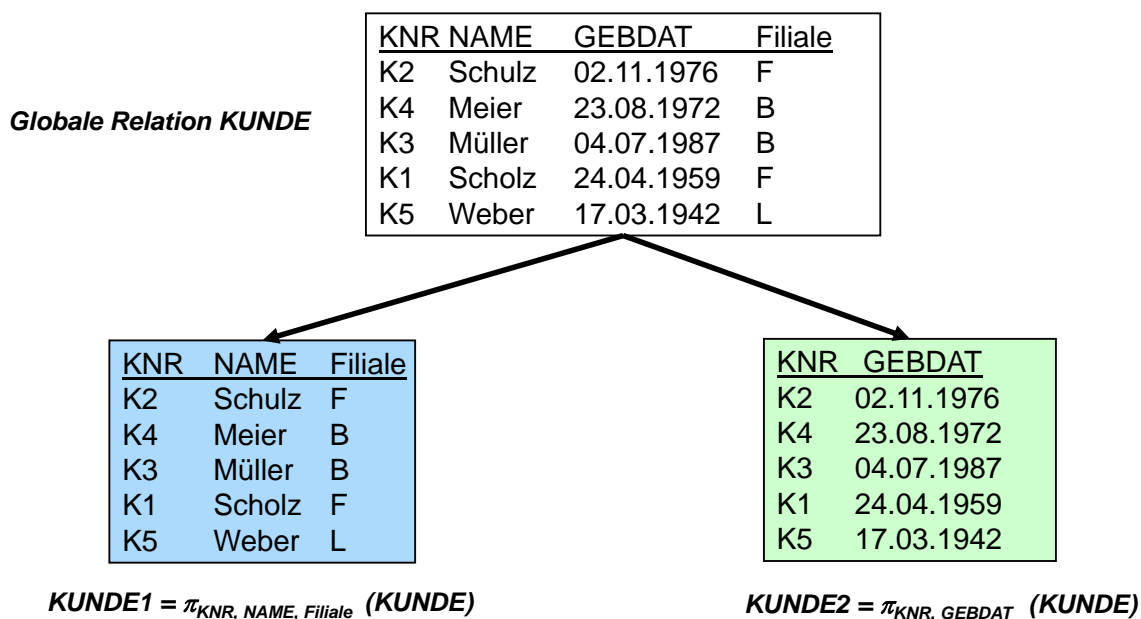 KNR NAME GEBDAT Filiale
K2 Schulz 02.11.1976 F
K4 Meier 23.08.1972 B
Globale Relation KUNDE
K3 Müller 04.07.1987 B
K1 Scholz 24.04.1959 F
K5 Weber 17.03.1942 L
KNR NAME Filiale
K2 Schulz F
K4 Meier B
K3 Müller B
K1 Scholz F
K5 Weber L
KUNDE1 = π KNR, NAME, Filiale (KUNDE)
KNR GEBDAT
K2 02.11.1976
K4 23.08.1972
K3 04.07.1987
K1 24.04.1959
K5 17.03.1942
KUNDE2 = π KNR, GEBDAT (KUNDE)